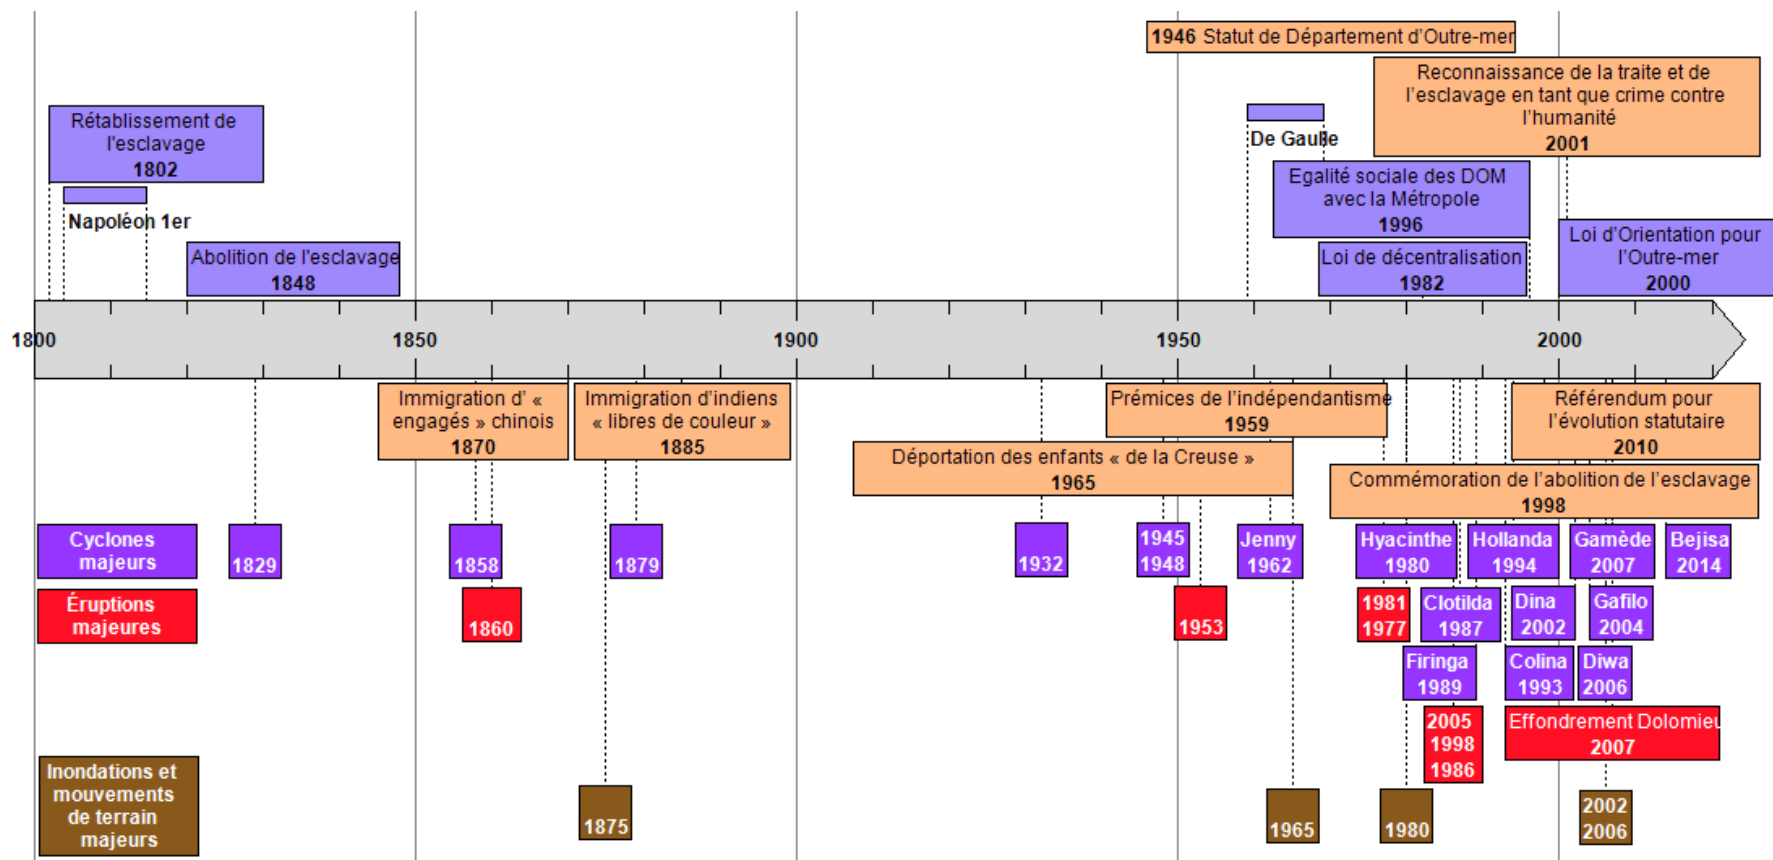 1946 Statut de Département d'Outre-mer
Reconnaissance de la traite et de
l'esclavage en tant que crime contre
l'humanité
2001
Rétablissement de
l'esclavage
1802
Napoléon 1er
Abolition de l'esclavage
1848
De Gaulle
Egalité sociale des DOM
avec la Métropole
1996
Loi de décentralisation
1982
Loi d'Orientation pour
l'Outre-mer
2000
1800
1850
1900
1950
2000
Immigration d' «
engagés » chinois
1870
Immigration d'indiens
« libres de couleur »
1885
Prémices de l'indépendantisme
1959
Référendum pour
l'évolution statutaire
2010
Déportation des enfants « de la Creuse »
1965
Commémoration de l'abolition de l'esclavage
1998
Cyclones
majeurs
1829
1858
1879
1932
1945
1948
Jenny
1962
Hyacinthe
1980
Hollanda
1994
Gamède
2007
Bejisa
2014
Éruptions
majeures
1860
1953
1981
1977
Clotilda
1987
Dina
2002
Gafilo
2004
Firinga
1989
Colina
1993
Diwa
2006
2005
1998
1986
Effondrement Dolomieu
2007
Inondations et
mouvements
de terrain
majeurs
1875
1965
1980
2002
2006